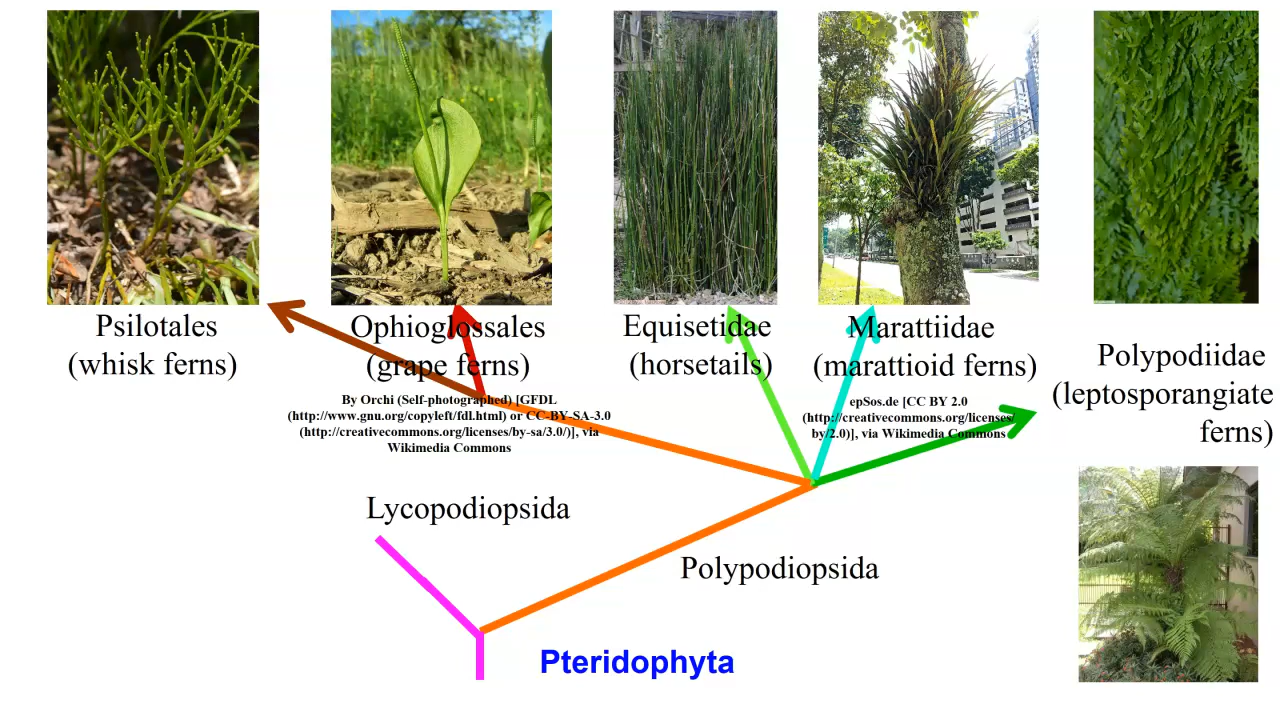 Psilotales
(whisk ferns)
Ophioglossales
(grape ferns)
Equisetidae
(horsetails)
Marattiidae
(marattioid ferns)
Polypodiidae
(leptosporangiate
ferns)
By Orchi (Self-photographed) [GFDL
(http://www.gnu.org/copyleft/fdl.html) or CC-BY-SA-3.0
(http://creativecommons.org/licenses/by-sa/3.0/)], via
Wikimedia Commons
epSos.de [CC BY 2.0
(http://creativecommons.org/licenses/
by/2.0)], via Wikimedia Commons
Lycopodiopsida
Polypodiopsida
Pteridophyta